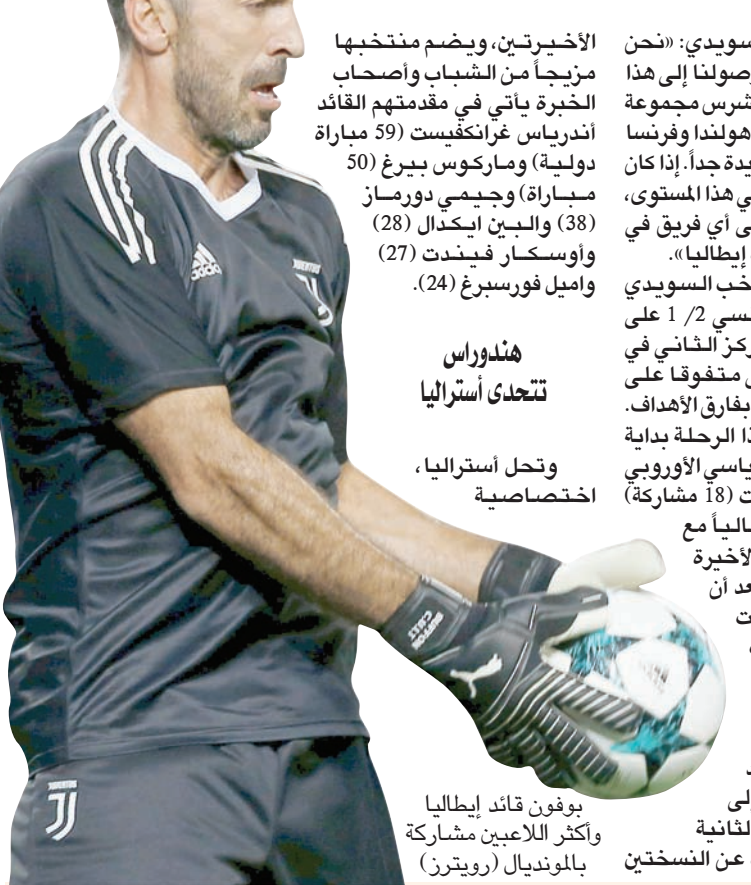 سويدي: «نحن
صولنا إلى هذا
شرس مجموعة
هولندا وفرنسا
يدة جداً. إذا كان
ي هذا المستوى،
ى أي فريق في
إيطاليا».
خب السويدي
سي 2/ 1 على
ركز الثاني في
ن متفوقا على
بفارق الأهداف.
ذا الرحلة بداية
ياسي الأوروبي
ت (18 مشاركة)
الياً مع
لأخيرة
عد أن
ت
لى
لثانية
عن النسختين
الأخيرتين، ويضم منتخبها
مزيجاً من الشباب وأصحاب
الخبرة يأتي في مقدمتهم القائد
أندرياس غرانكفيست (59 مباراة
دولية) وماركوس بيرغ (50
مباراة) وجيمي دورماز
(38) والبين ايكدال (28)
وأوسكار فيندت (27)
واميل فورسبرغ (24).
هندوراس
تتحدى أستراليا
وتحل أستراليا،
اختصاصية
adidas
JUVENTUS
بوفون قائد إيطاليا
وأكثر اللاعبين مشاركة
بالمونديال (رويترز)